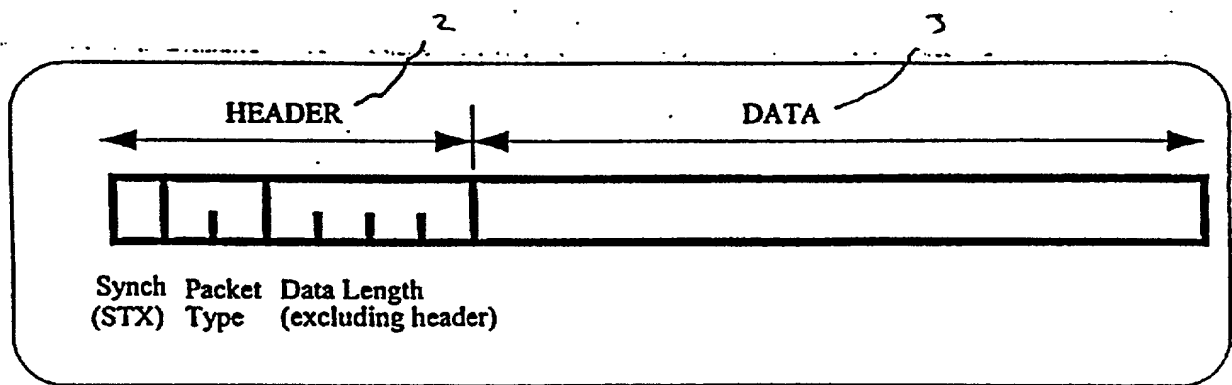 2 3
HEADER DATA
Synch Packet Data Length
(STX) Type (excluding header)